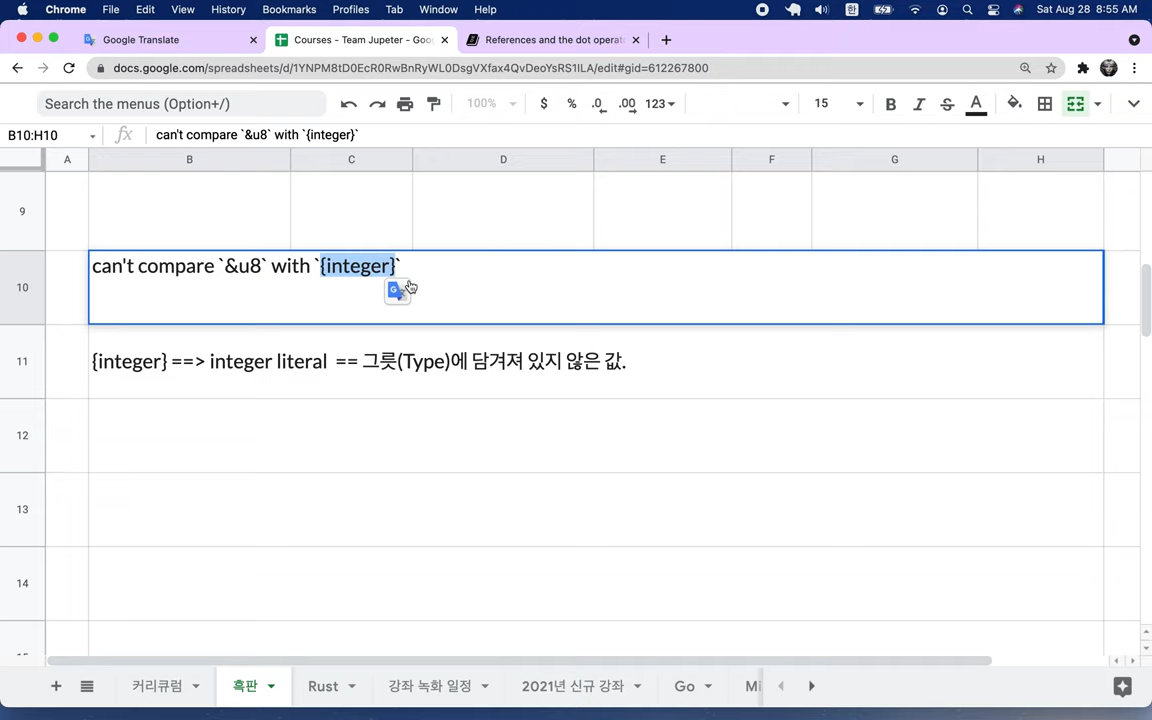 Chrome File Edit View History Bookmarks Profiles Tab Window Help 한 Sat Aug 28 8:55 AM
Google Translate Courses - Team Jupeter - Goo References and the dot operat
docs.google.com/spreadsheets/d/1YNPM8tD0EcR0RwBnRyWL0DsgVXfax4QvDeoYsRS1ILA/edit#gid=612267800
Search the menus (Option+/) 100% $ % .0 .00 123 15 B I S A
B10:H10 fx can't compare `&u8` with `{integer}`
A B C D E F G H
9
10 can't compare `&u8` with `{integer}`
11 {integer} ==> integer literal == 그릇(Type)에 담겨져 있지 않은 값.
12
13
14
커리큘럼 흑판 Rust 강좌 녹화 일정 2021년 신규 강좌 Go Mi